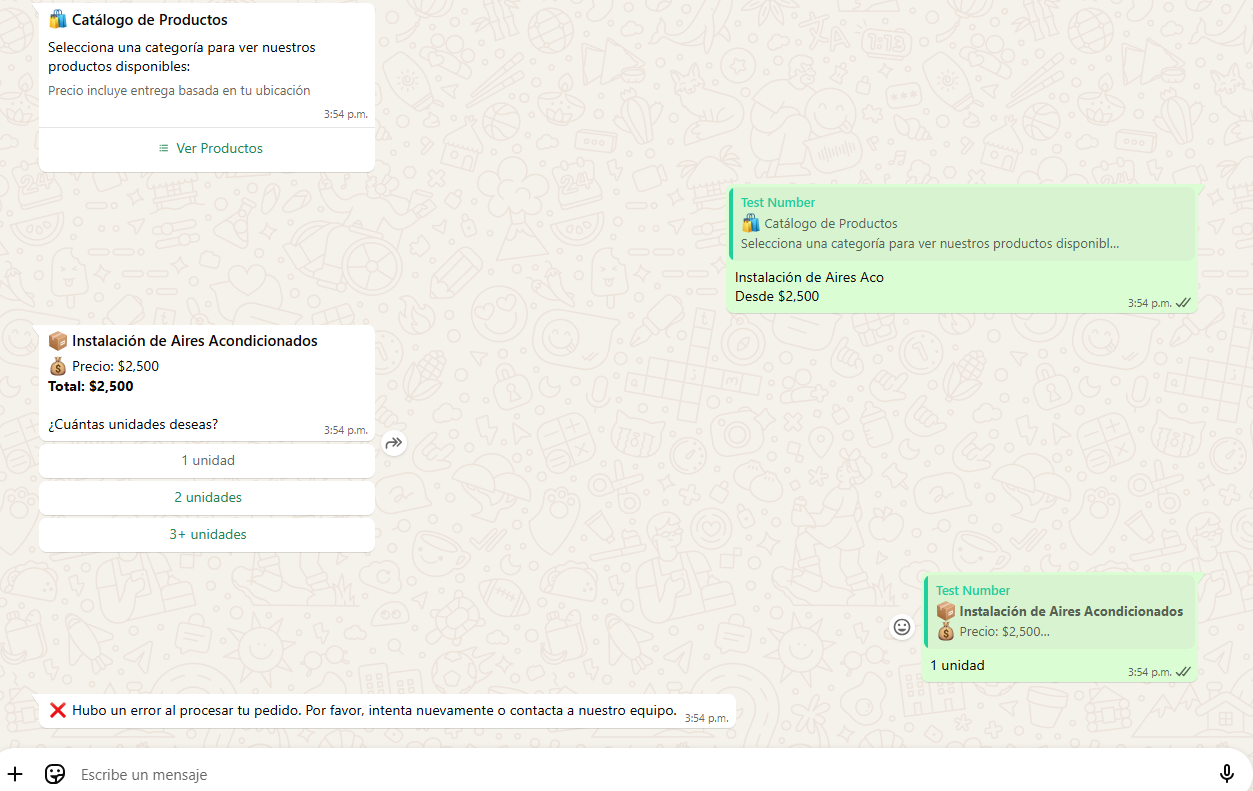 🛍️ Catálogo de Productos
Selecciona una categoría para ver nuestros
productos disponibles:
Precio incluye entrega basada en tu ubicación
3:54 p.m.
Ver Productos
Test Number
🛍️ Catálogo de Productos
Selecciona una categoría para ver nuestros productos disponibl...
Instalación de Aires Aco
Desde $2,500
3:54 p.m.
📦 Instalación de Aires Acondicionados
💰 Precio: $2,500
Total: $2,500
¿Cuántas unidades deseas?
3:54 p.m.
1 unidad
2 unidades
3+ unidades
Test Number
📦 Instalación de Aires Acondicionados
💰 Precio: $2,500...
1 unidad
3:54 p.m.
❌ Hubo un error al procesar tu pedido. Por favor, intenta nuevamente o contacta a nuestro equipo.
3:54 p.m.
Escribe un mensaje